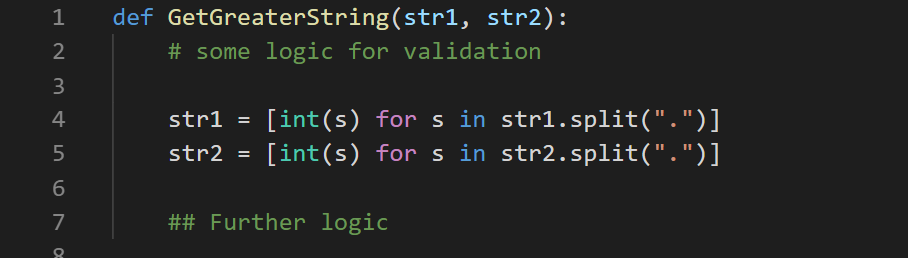 1 def GetGreaterString(str1, str2):
2     # some logic for validation
3
4     str1 = [int(s) for s in str1.split(".")]
5     str2 = [int(s) for s in str2.split(".")]
6
7     ## Further logic
8